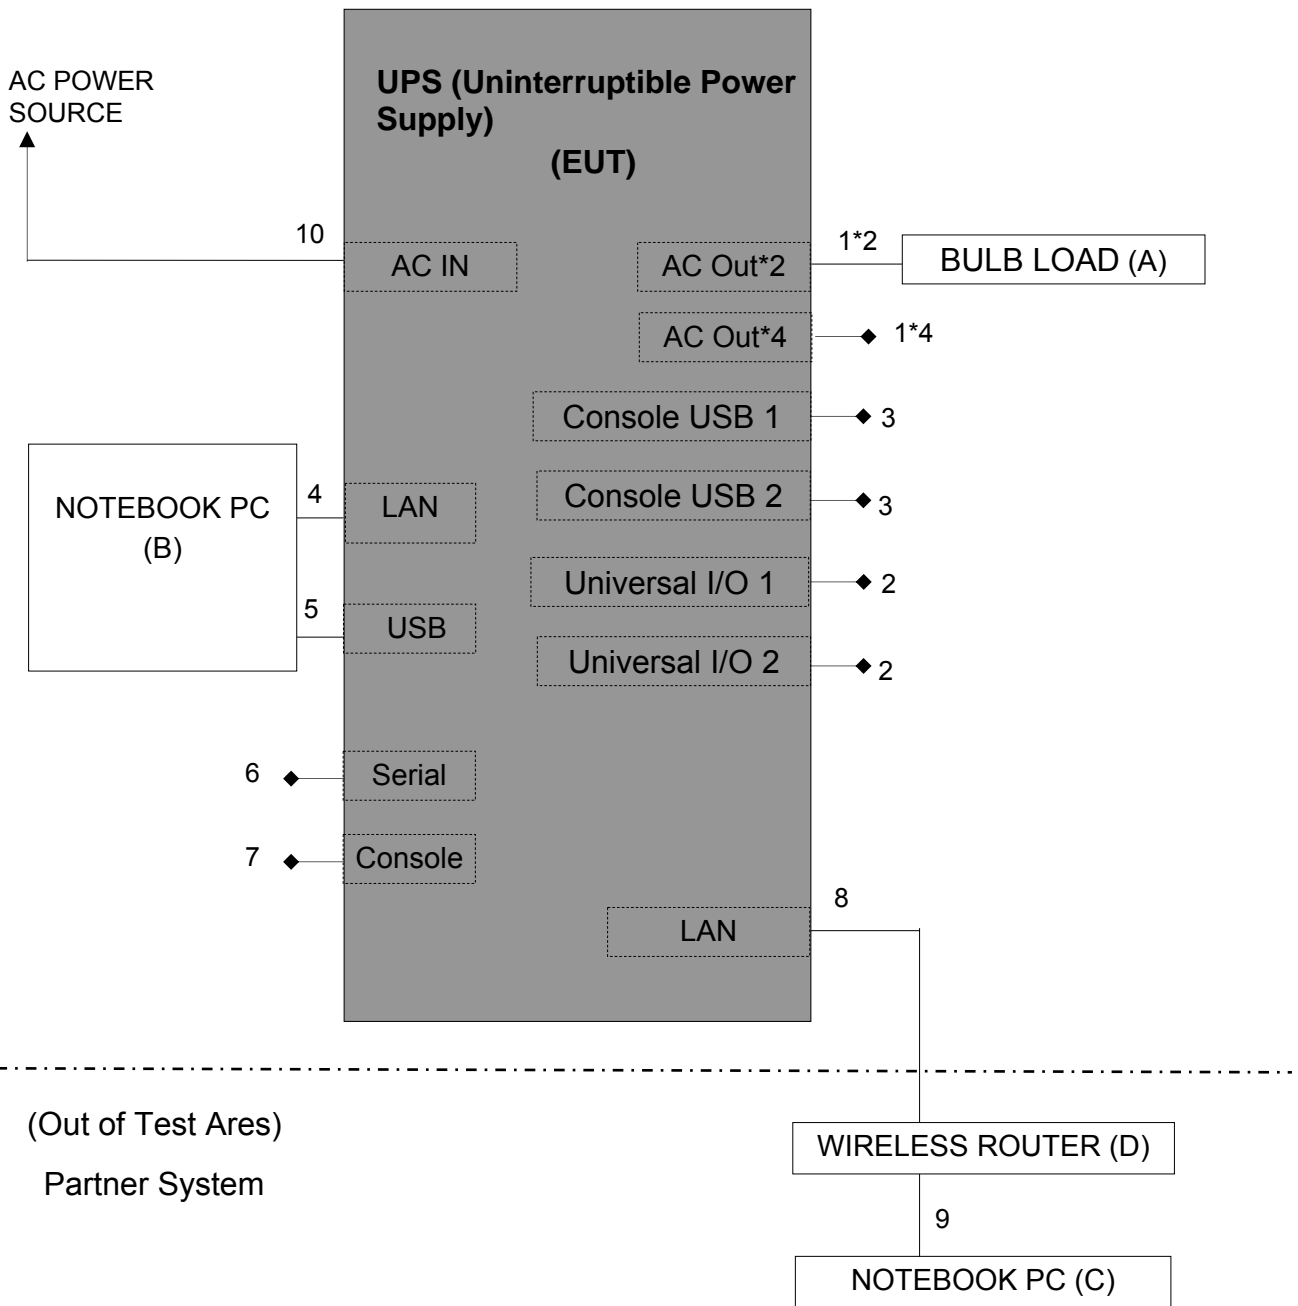 AC POWER
SOURCE
UPS (Uninterruptible Power
Supply)
(EUT)
10
AC IN
AC Out*2
1*2
BULB LOAD (A)
AC Out*4
1*4
Console USB 1
3
NOTEBOOK PC
(B)
4
LAN
Console USB 2
3
Universal I/O 1
2
5
USB
Universal I/O 2
2
6
Serial
7
Console
8
LAN
(Out of Test Ares)
Partner System
WIRELESS ROUTER (D)
9
NOTEBOOK PC (C)